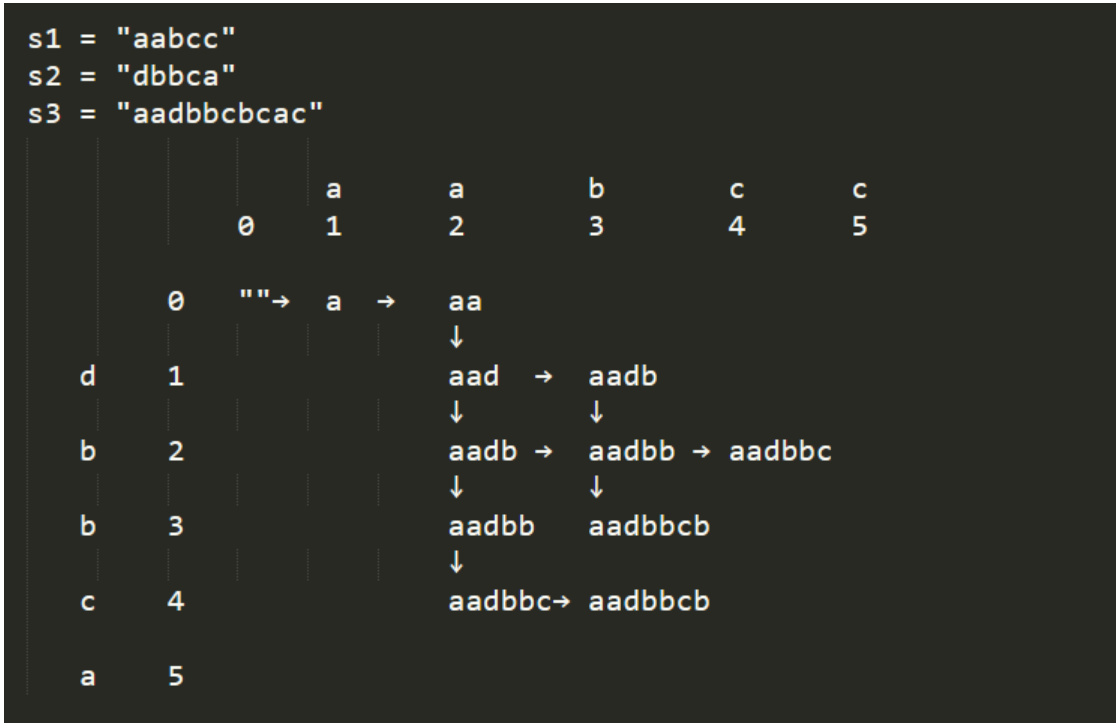 s1 = "aabcc"
s2 = "dbbca"
s3 = "aadbbcbcac"
a a b c c
0 1 2 3 4 5
0 ""→ a → aa
↓
d 1 aad → aadb
↓ ↓
b 2 aadb → aadbb → aadbbc
↓ ↓
b 3 aadbb aadbbcb
↓
c 4 aadbbc→ aadbbcb
a 5